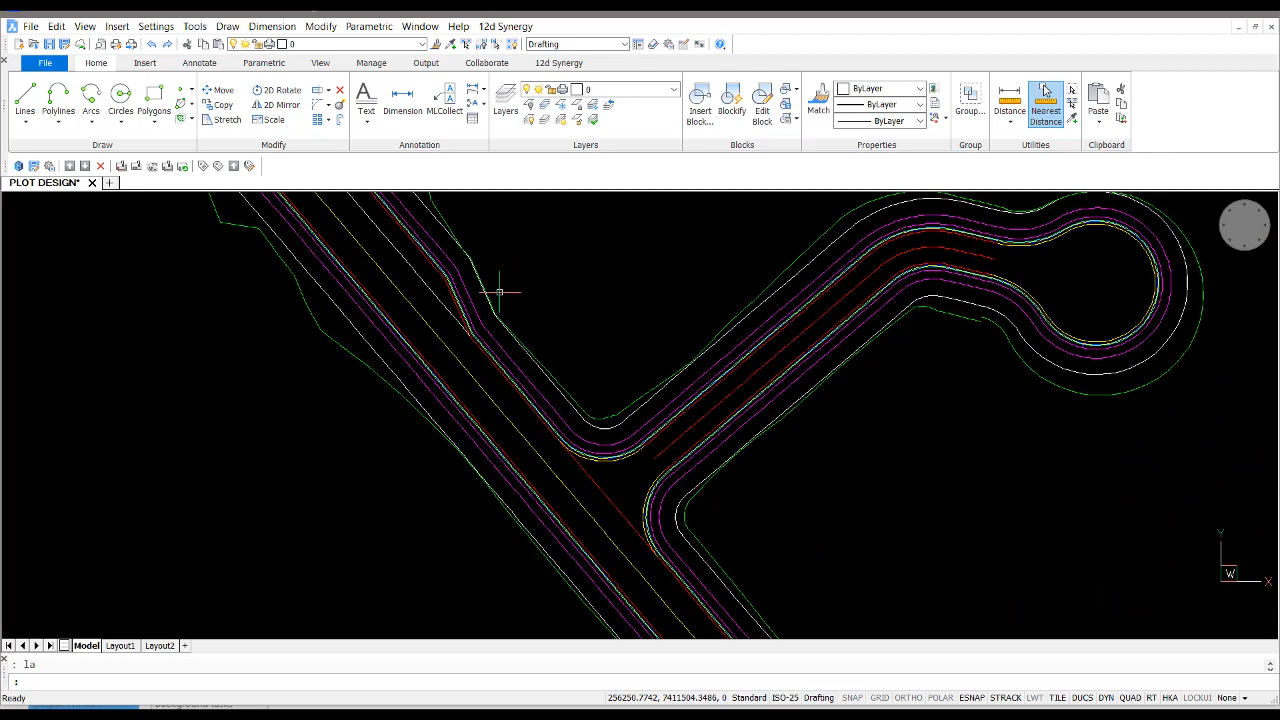 File Edit View Insert Settings Tools Draw Dimension Modify Parametric Window Help 12d Synergy
0 Drafting
File Home Insert Annotate Parametric View Manage Output Collaborate 12d Synergy
Lines Polylines Arcs Circles Polygons
Move 2D Rotate
Copy 2D Mirror
Stretch Scale
Text Dimension MLCollect
Layers 0
Insert Block... Blockify Edit Block
Match ByLayer
ByLayer
ByLayer
Group... Distance Nearest Distance Paste
Draw Modify Annotation Layers Blocks Properties Group Utilities Clipboard
PLOT DESIGN*
Y
W X
Model Layout1 Layout2
: la
:
Ready 256250.7742, 7411504.3486, 0 Standard ISO-25 Drafting SNAP GRID ORTHO POLAR ESNAP STRACK LWT TILE DUCS DYN QUAD RT HKA LOCKUI None